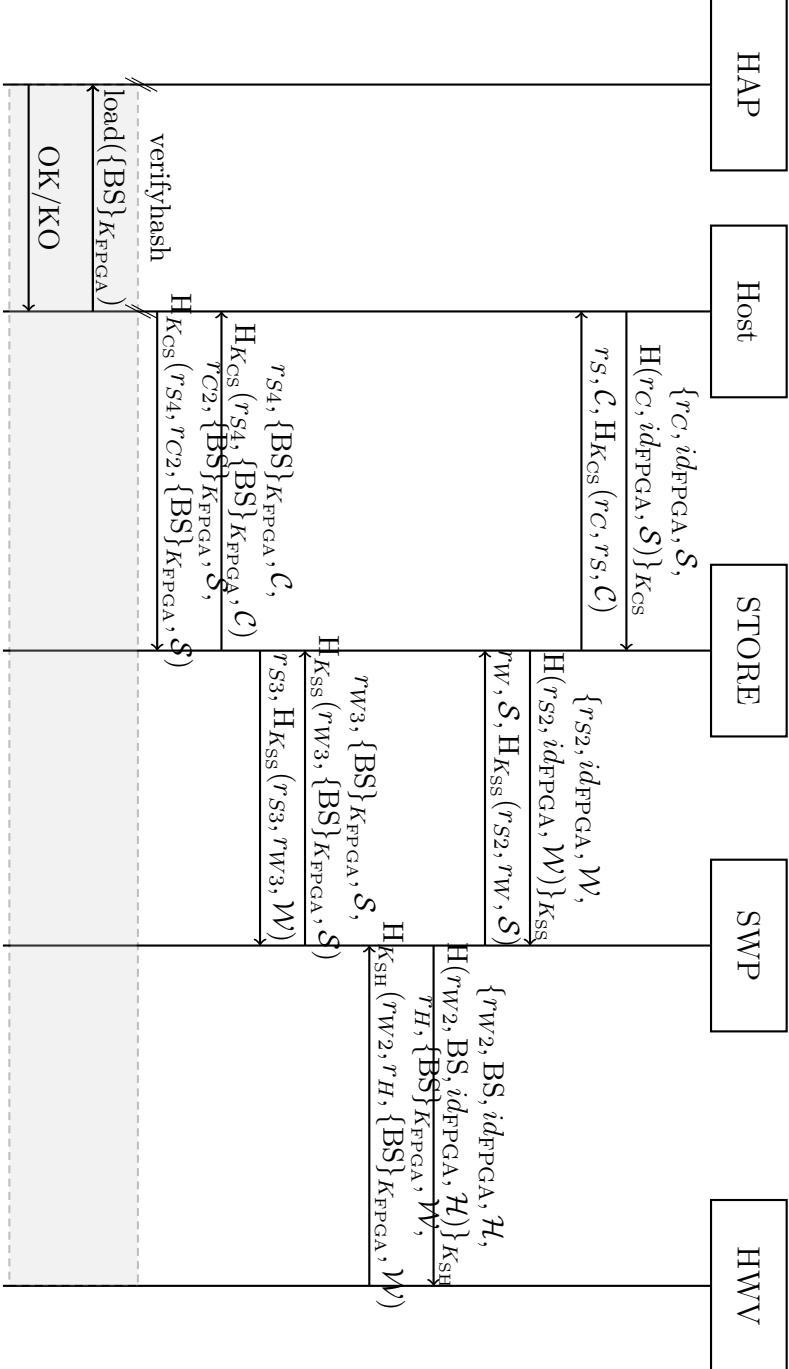 HAP
Host
STORE
SWP
HWV
{r_C, id_FPGA, 𝒮,
H(r_C, id_FPGA, 𝒮)}_K_CS
r_S, 𝒞, H_K_CS(r_C, r_S, 𝒞)
{r_S2, id_FPGA, 𝒲,
H(r_S2, id_FPGA, 𝒲)}_K_SS
r_W, 𝒮, H_K_SS(r_S2, r_W, 𝒮)
{r_W2, BS, id_FPGA, ℋ,
H(r_W2, BS, id_FPGA, ℋ)}_K_SH
r_H, {BS}_K_FPGA, 𝒲,
H_K_SH(r_W2, r_H, {BS}_K_FPGA, 𝒲)
r_W3, {BS}_K_FPGA, 𝒮,
H_K_SS(r_W3, {BS}_K_FPGA, 𝒮)
r_S3, H_K_SS(r_S3, r_W3, 𝒲)
r_S4, {BS}_K_FPGA, 𝒞,
H_K_CS(r_S4, {BS}_K_FPGA, 𝒞)
r_C2, {BS}_K_FPGA, 𝒮,
H_K_CS(r_S4, r_C2, {BS}_K_FPGA, 𝒮)
verifyhash
load({BS}_K_FPGA)
OK/KO